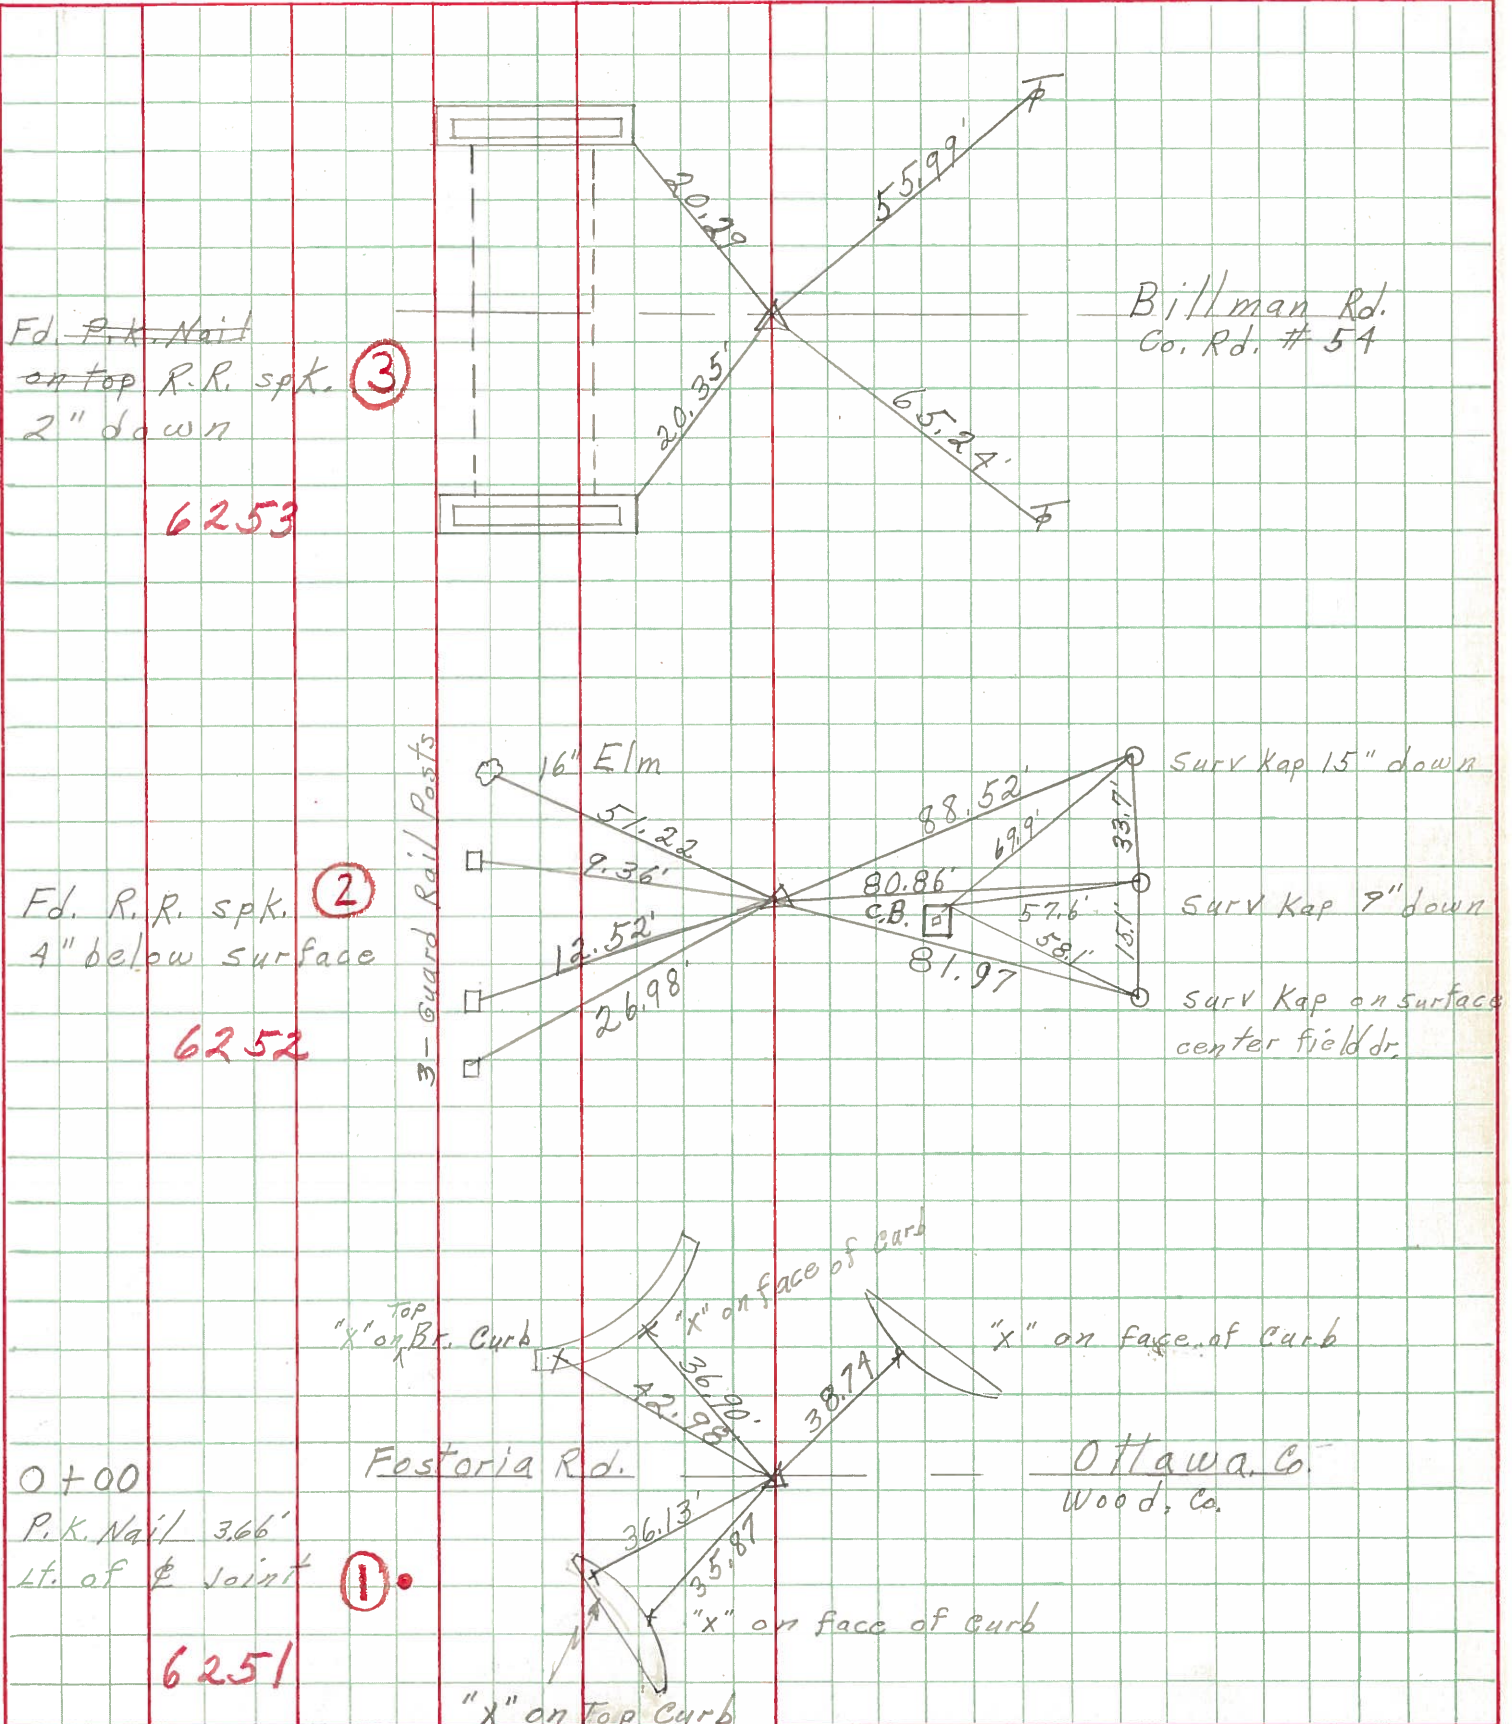 20.29
55.99'
Billman Rd.
Co. Rd. # 54
Fd. P.K. Nail
on top R.R. spk.
2" down
3
20.35'
65.24'
6253
3 - Guard Rail Posts
16" Elm
51.22
9.36'
12.52'
26.98'
88.52'
69.9'
33.7'
80.86'
C.B.
57.6'
58.1'
15.1'
81.97
Surv Kap 15" down
Surv Kap 9" down
Surv Kap on surface
center field dr.
Fd. R.R. spk.
4" below surface
2
6252
"X" on face of Curb
Top
"X" on Br. Curb
"X" on face of Curb
36.90
42.98'
38.74
Fostoria Rd.
Ottawa. Co.
Wood. Co.
0+00
P.K. Nail 3.66'
Lt. of ℄ Joint
1
36.13'
35.87
"X" on face of Curb
6251
"X" on Top Curb